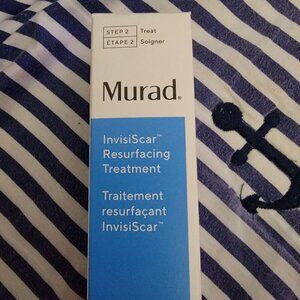 STEP 2 Treat
ÉTAPE 2 Soigner
Murad.
InvisiScar™
Resurfacing
Treatment
Traitement
resurfaçant
InvisiScar™